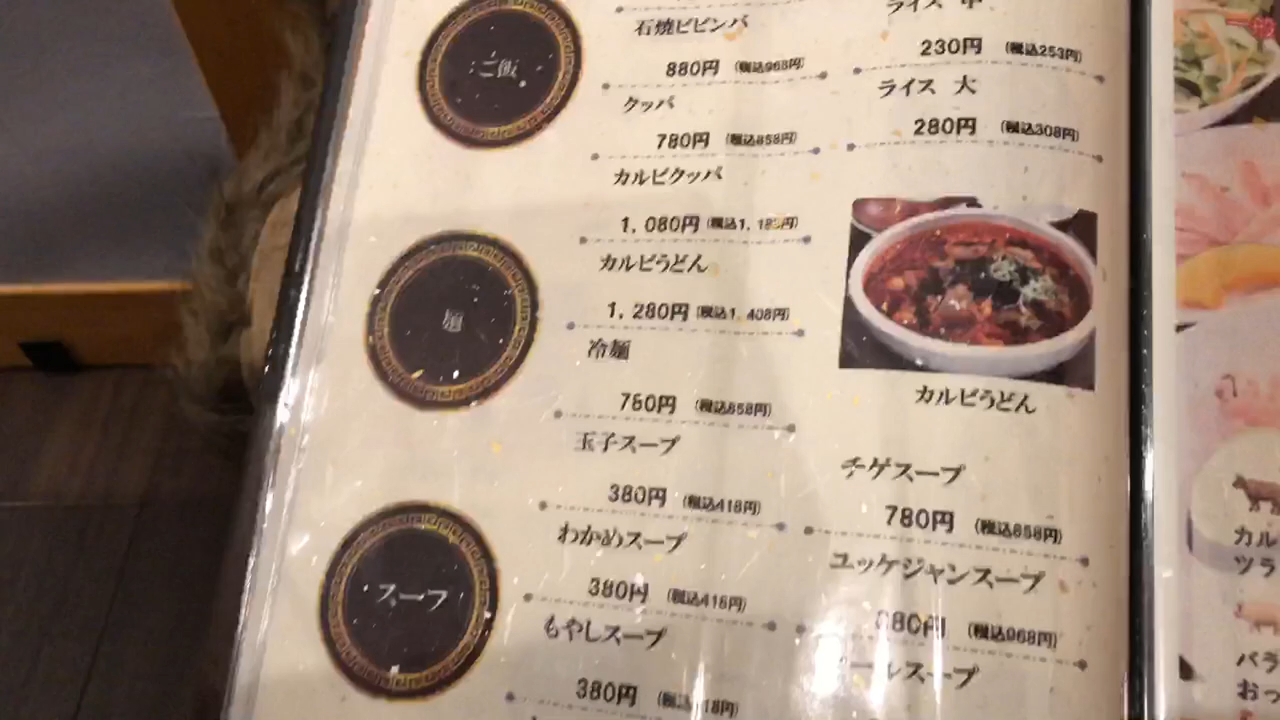 ご飯
石焼ビビンバ
880円 (税込968円)
クッパ
780円 (税込858円)
カルビクッパ
1,080円 (税込1,188円)
ライス 中
230円 (税込253円)
ライス 大
280円 (税込308円)
麺
カルビうどん
1,280円 (税込1,408円)
冷麺
780円 (税込858円)
カルビうどん
スープ
玉子スープ
380円 (税込418円)
わかめスープ
380円 (税込418円)
もやしスープ
380円
チゲスープ
780円 (税込858円)
ユッケジャンスープ
880円 (税込968円)
スープ
カル
ツラ
バラ
おっ